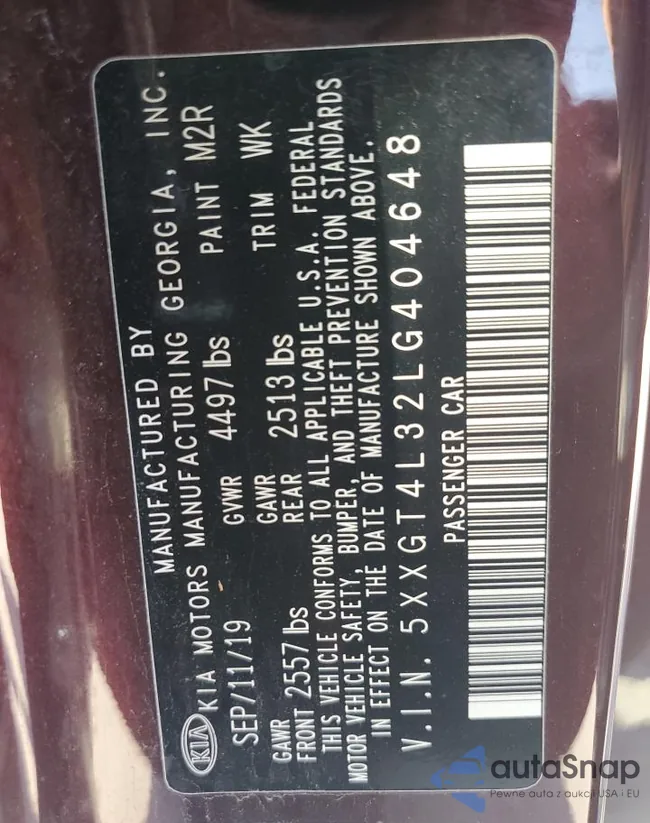 MANUFACTURED BY
KIA KIA MOTORS MANUFACTURING GEORGIA, INC.
SEP/11/19 GVWR 4497 lbs PAINT M2R
GAWR FRONT 2557 lbs GAWR REAR 2513 lbs TRIM WK
THIS VEHICLE CONFORMS TO ALL APPLICABLE U.S.A. FEDERAL
MOTOR VEHICLE SAFETY, BUMPER, AND THEFT PREVENTION STANDARDS
IN EFFECT ON THE DATE OF MANUFACTURE SHOWN ABOVE.
V.I.N. 5XXGT4L32LG404648
PASSENGER CAR
autaSnap
Pewne auta z aukcji USA i EU